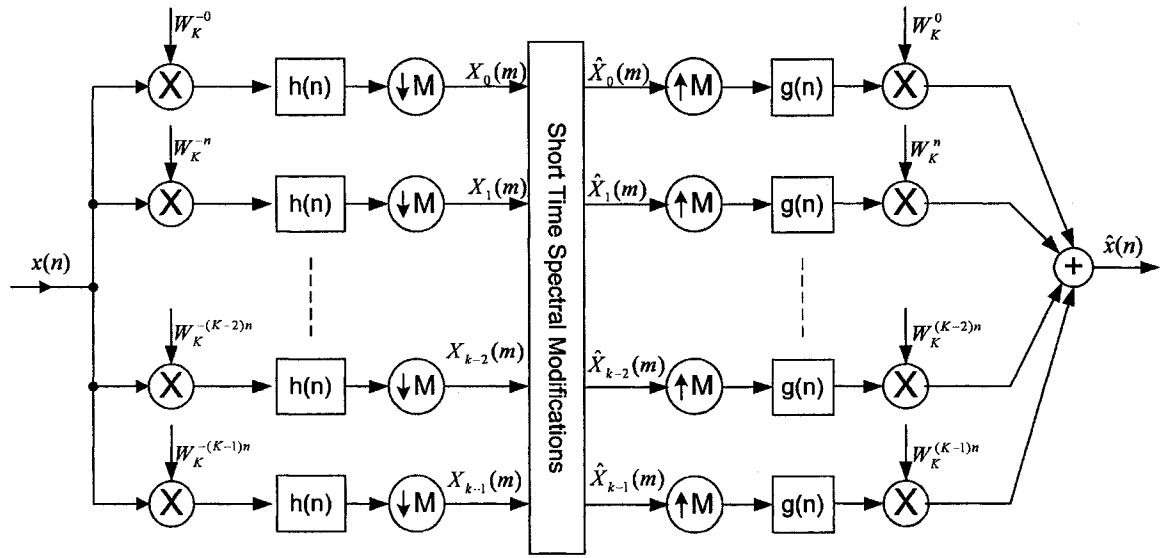 W_K^{-0} W_K^{0}
X h(n) ↓M X_0(m) X̂_0(m) ↑M g(n) X
W_K^{-n} W_K^{n}
X h(n) ↓M X_1(m) X̂_1(m) ↑M g(n) X
x(n) Short Time Spectral Modifications + x̂(n)
W_K^{-(K-2)n} W_K^{(K-2)n}
X h(n) ↓M X_{k-2}(m) X̂_{k-2}(m) ↑M g(n) X
W_K^{-(K-1)n} W_K^{(K-1)n}
X h(n) ↓M X_{k-1}(m) X̂_{k-1}(m) ↑M g(n) X